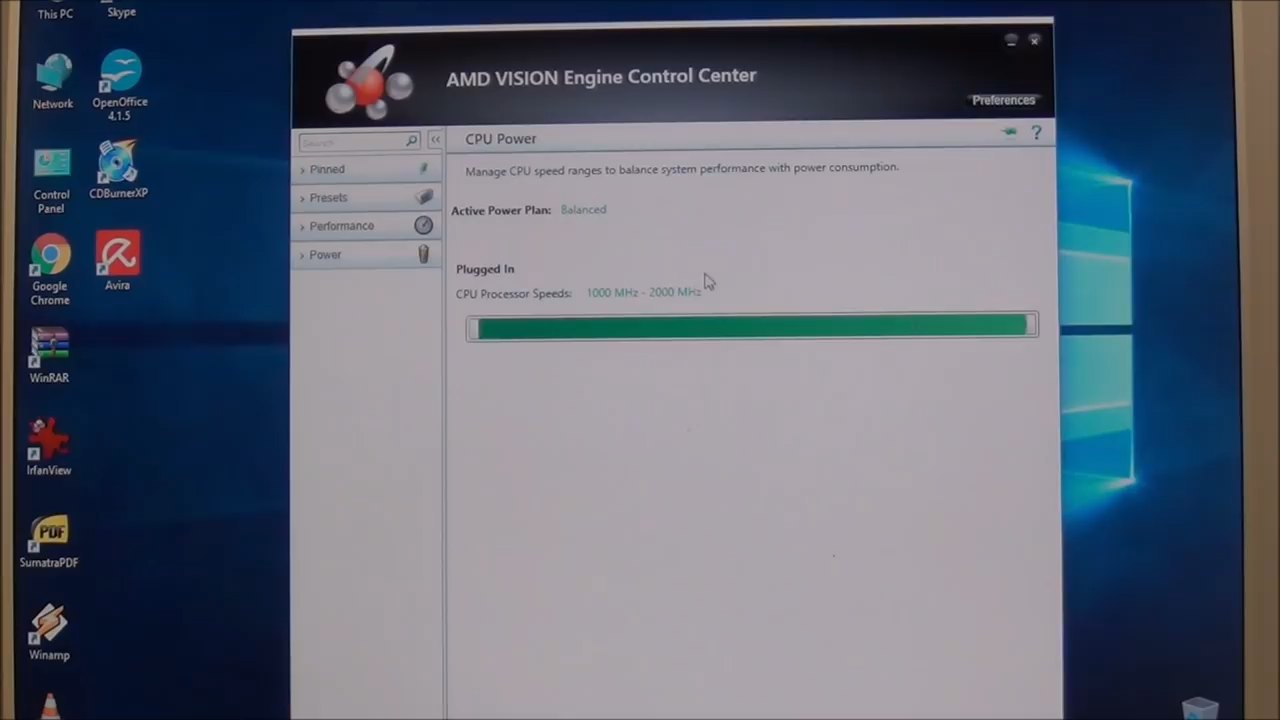 This PC
Skype
Network
OpenOffice
4.1.5
Control
Panel
CDBurnerXP
Google
Chrome
Avira
WinRAR
IrfanView
PDF
SumatraPDF
Winamp
AMD VISION Engine Control Center
Preferences
Search
<<
Pinned
Presets
Performance
Power
CPU Power
?
Manage CPU speed ranges to balance system performance with power consumption.
Active Power Plan: Balanced
Plugged In
CPU Processor Speeds: 1000 MHz - 2000 MHz